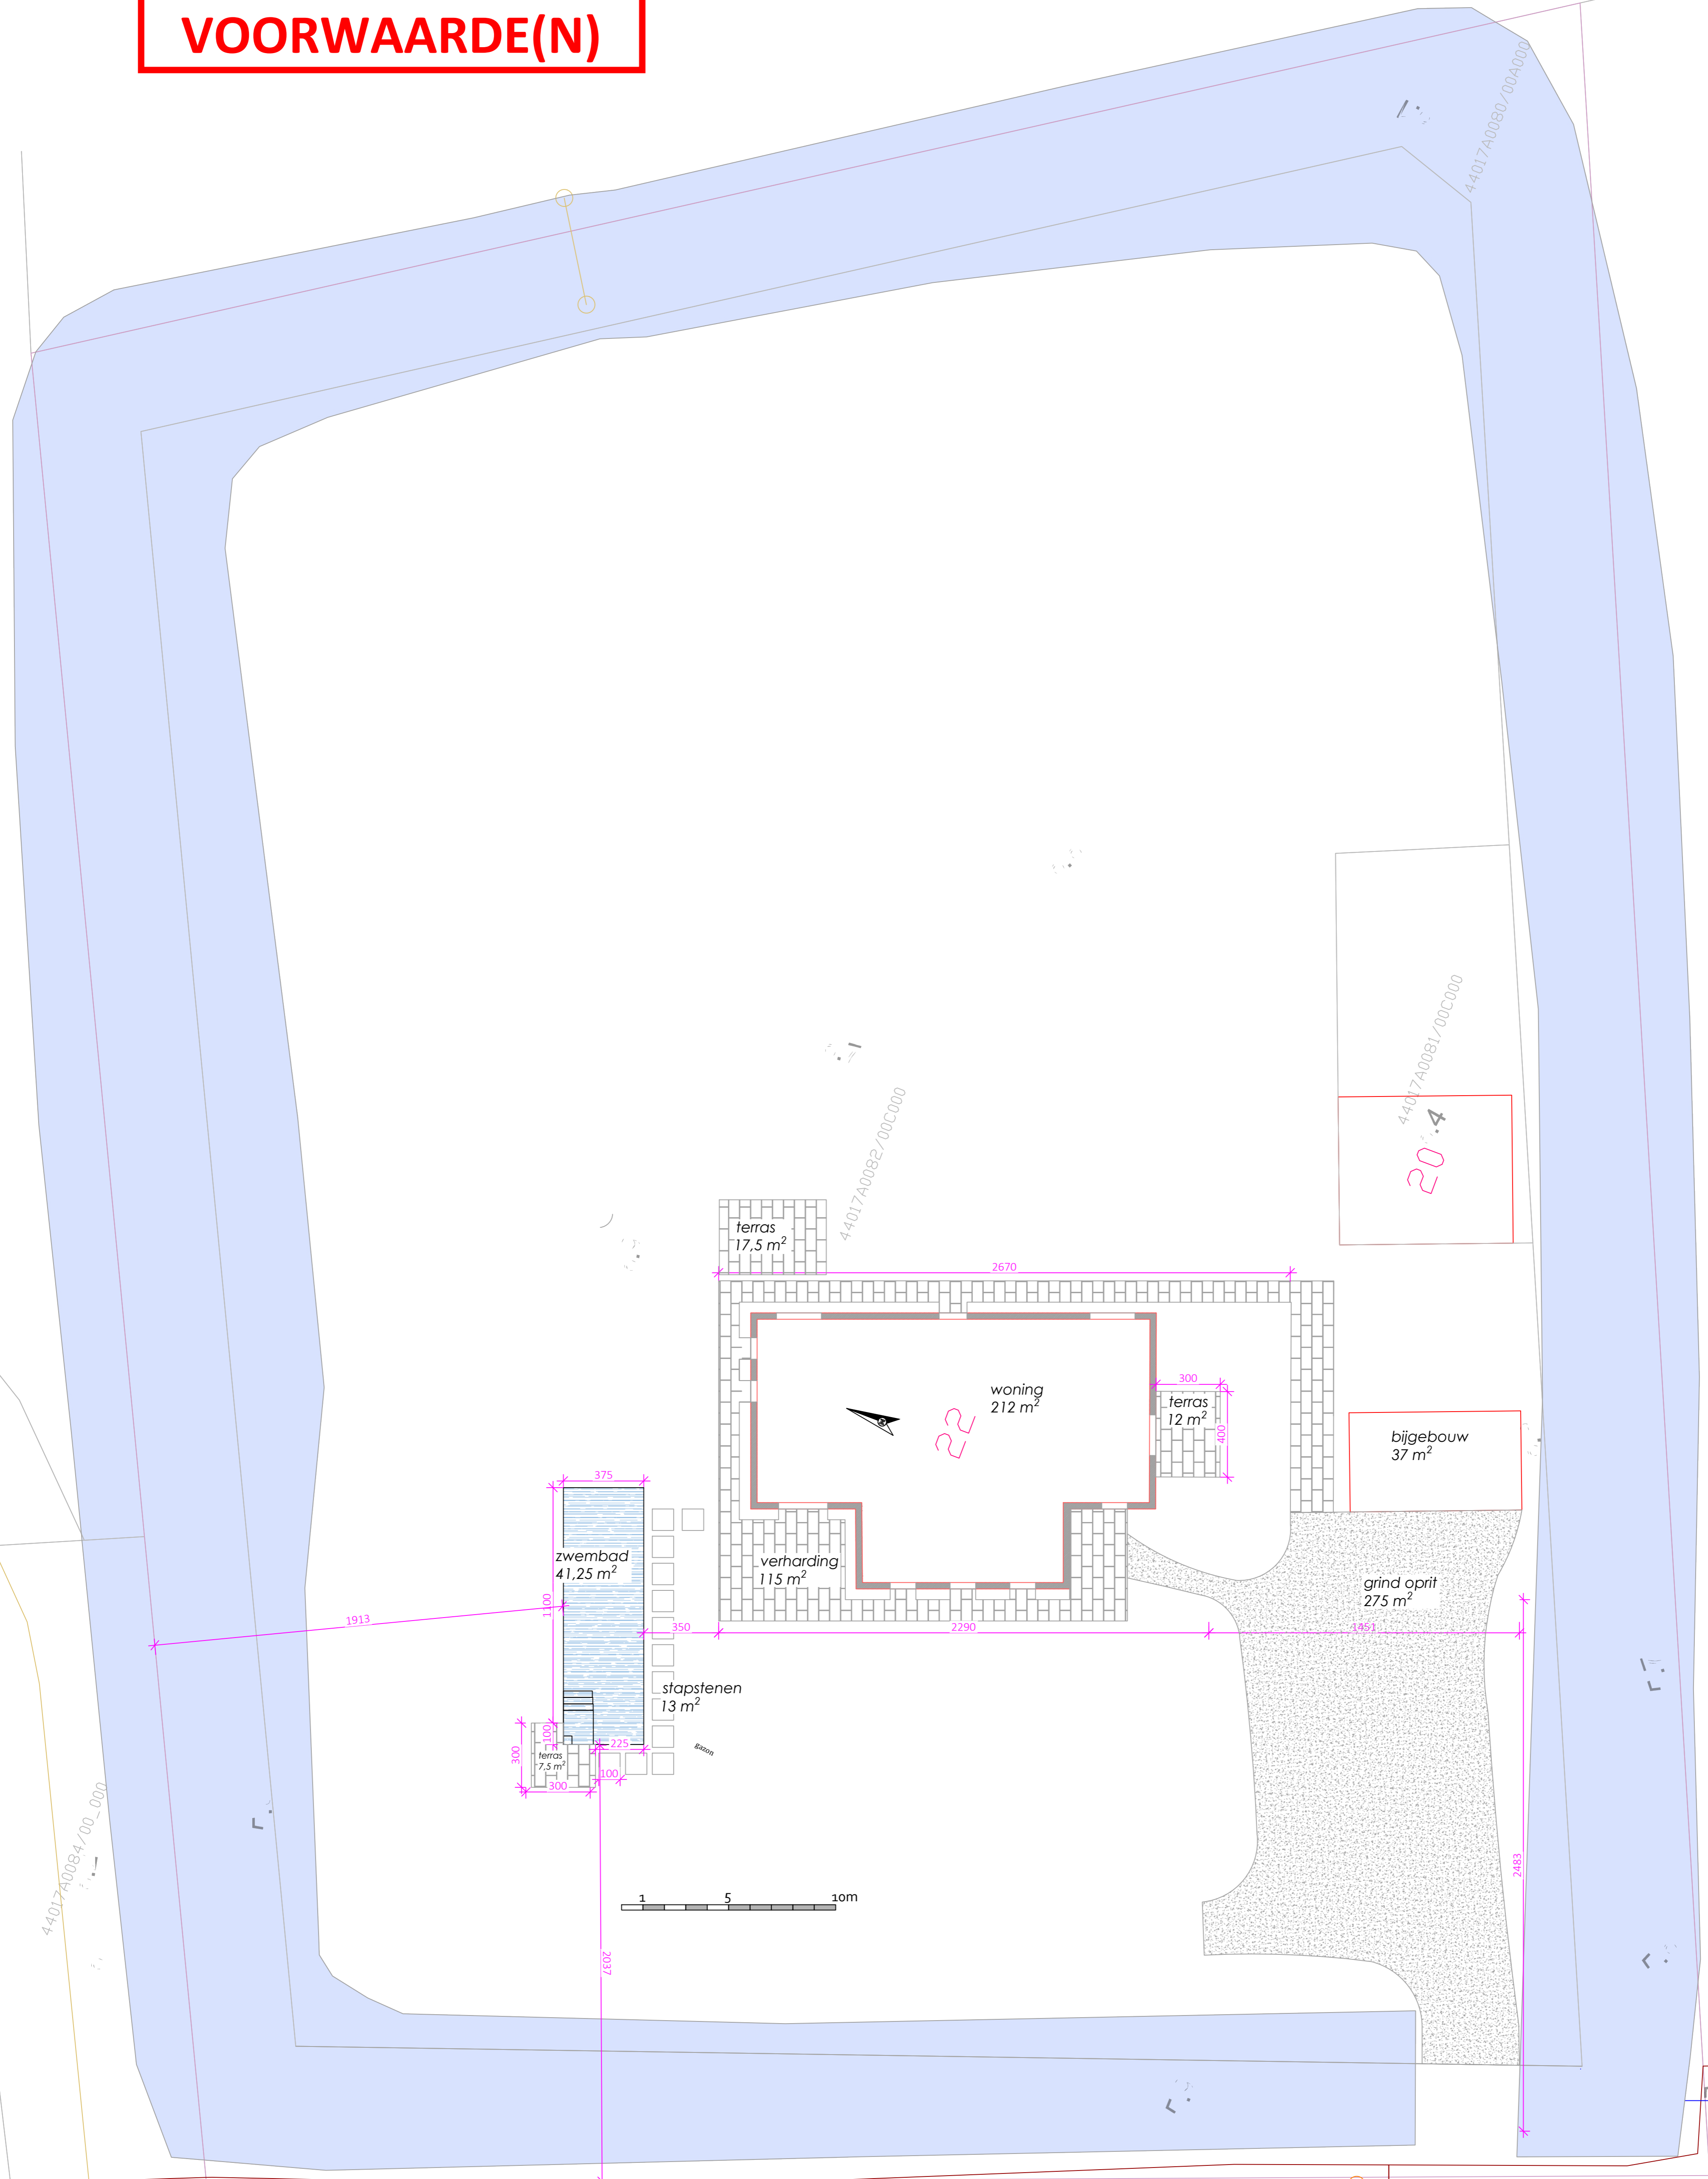 VOORWAARDE(N)
44017A0080/00A000
44017A0081/00C000
20
44017A0082/00C000
terras
17,5 m²
2670
woning
212 m²
22
300
terras
12 m²
400
bijgebouw
37 m²
375
zwembad
41,25 m²
1100
verharding
115 m²
grind oprit
275 m²
1913
350
2290
1451
stapstenen
13 m²
100
225
gazon
300
terras
7,5 m²
300
100
2483
1
5
10m
2037